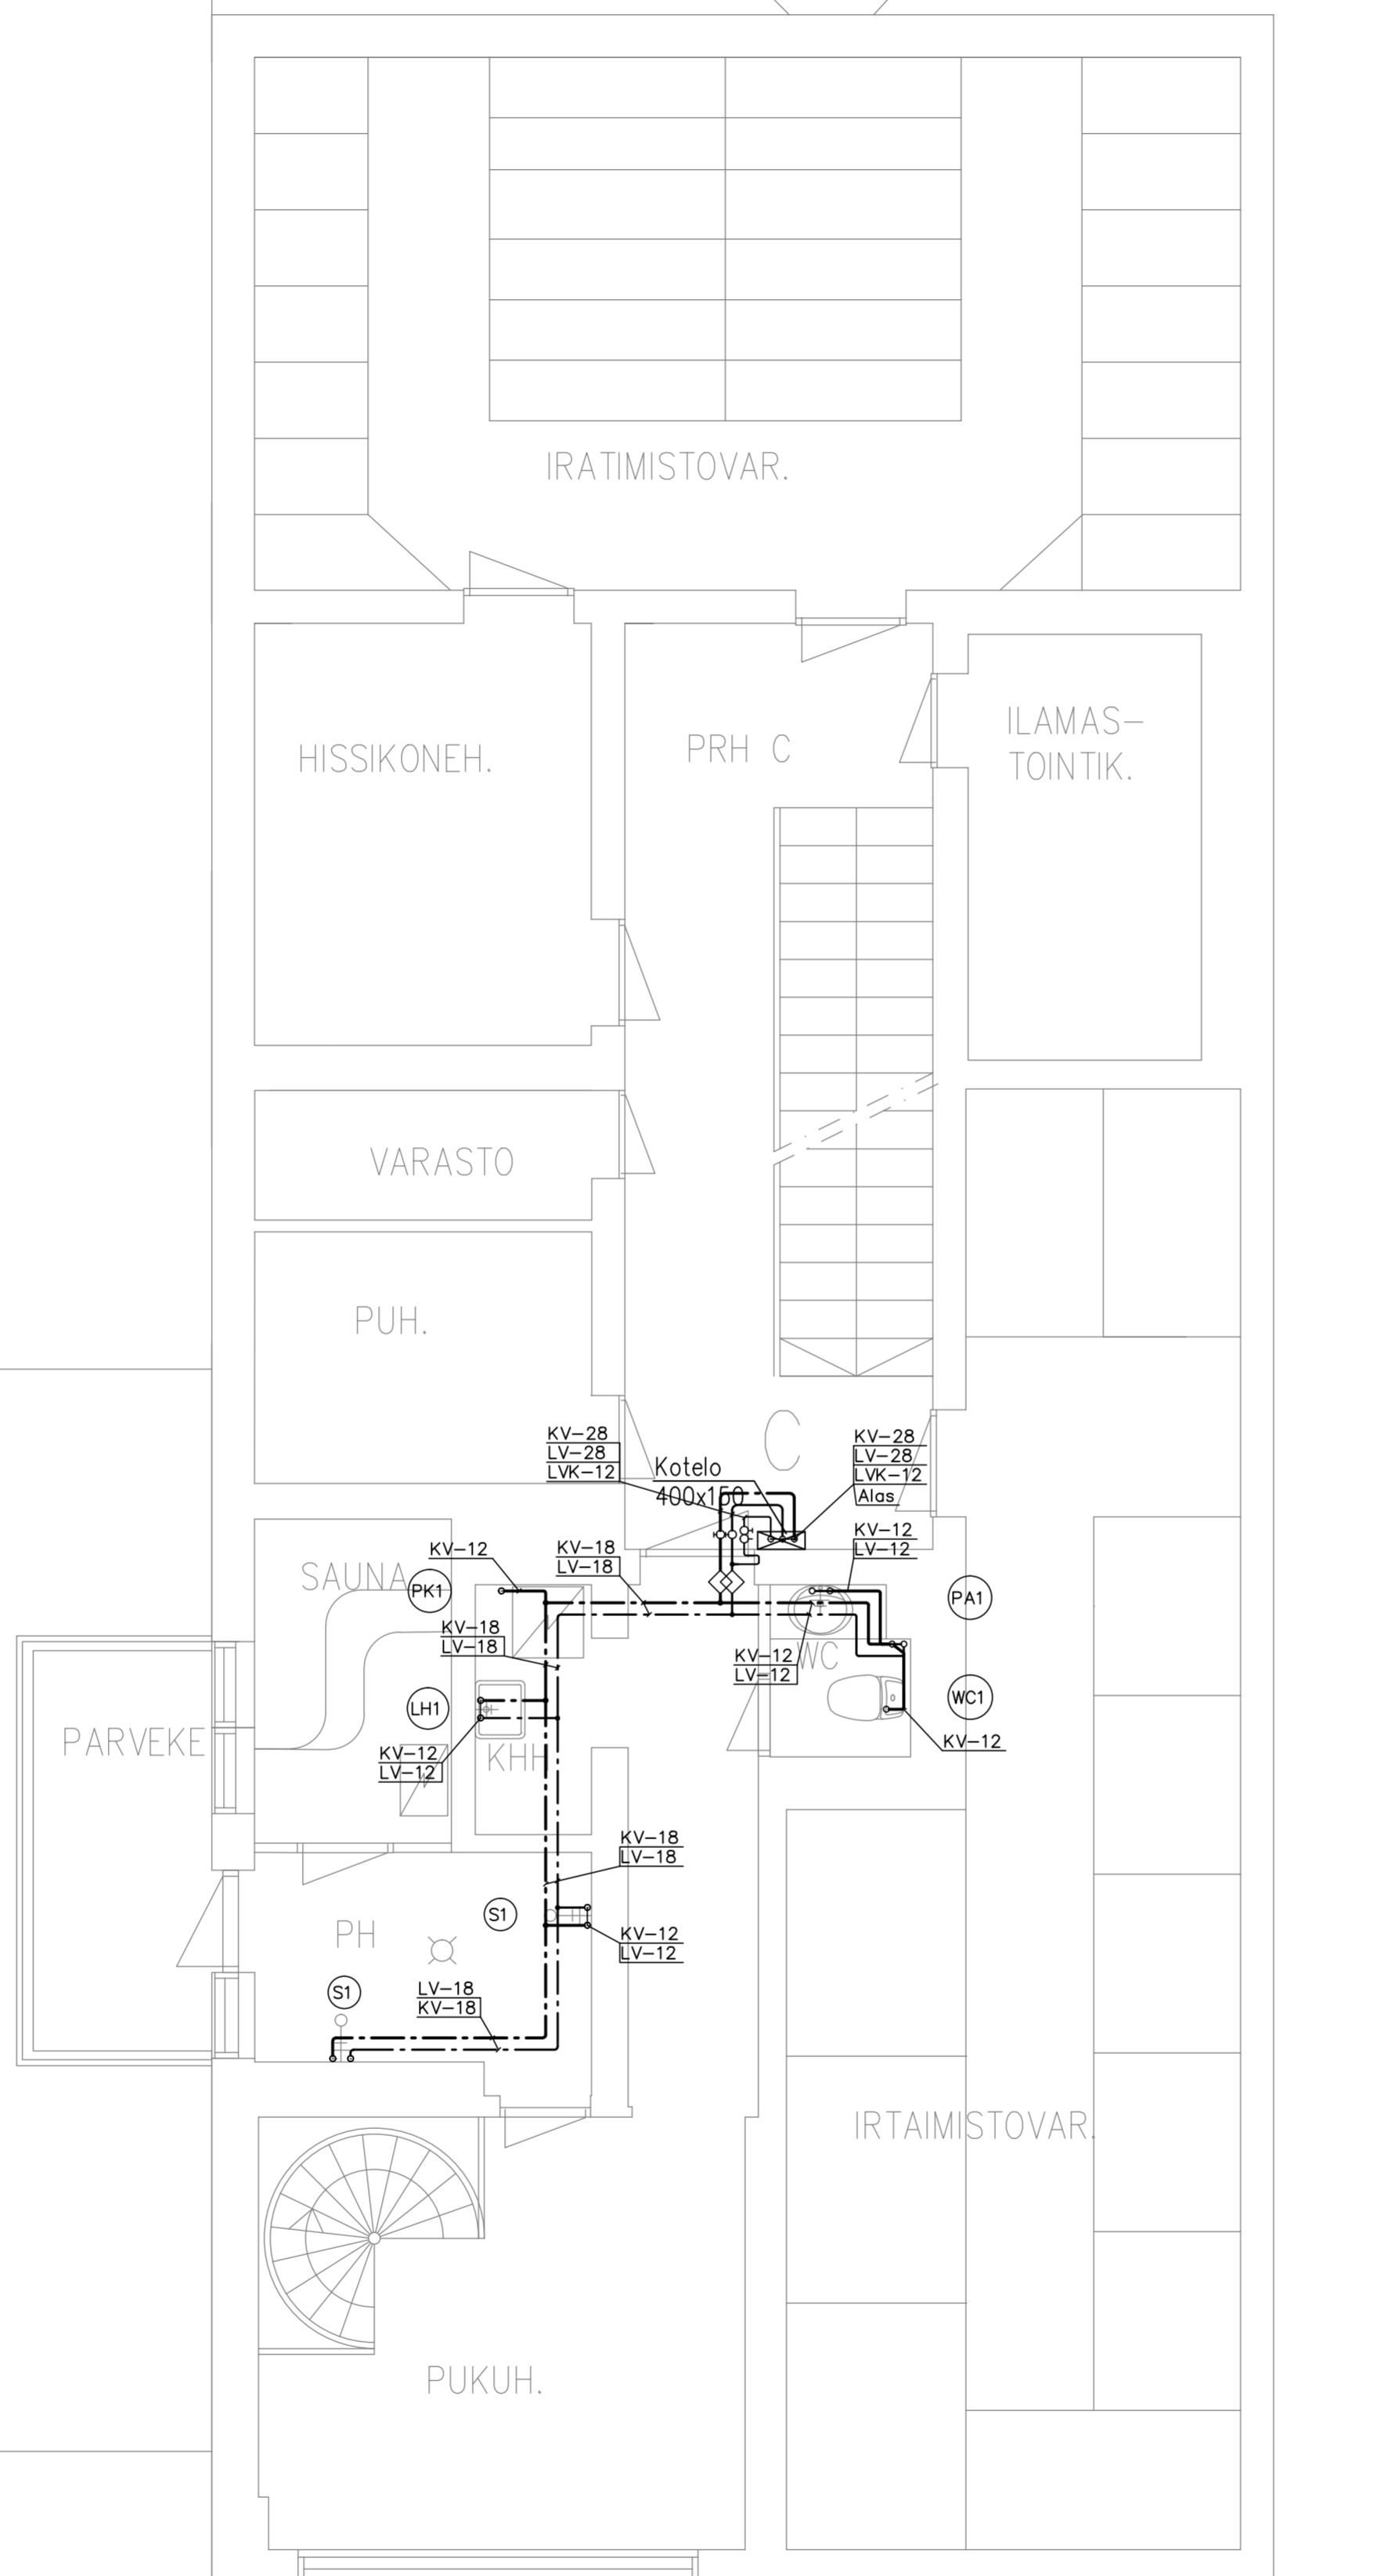 IRATIMISTOVAR.
HISSIKONEH.
PRH C
ILAMAS-
TOINTIK.
VARASTO
PUH.
C
KV-28
LV-28
LVK-12
Kotelo
400x150
KV-28
LV-28
LVK-12
Alas
KV-12
LV-12
KV-12
KV-18
LV-18
SAUNA
PK1
PA1
KV-18
LV-18
KV-12
LV-12
WC
LH1
WC1
PARVEKE
KHH
KV-12
LV-12
KV-12
KV-18
LV-18
S1
PH
KV-12
LV-12
S1
LV-18
KV-18
IRTAIMISTOVAR.
PUKUH.